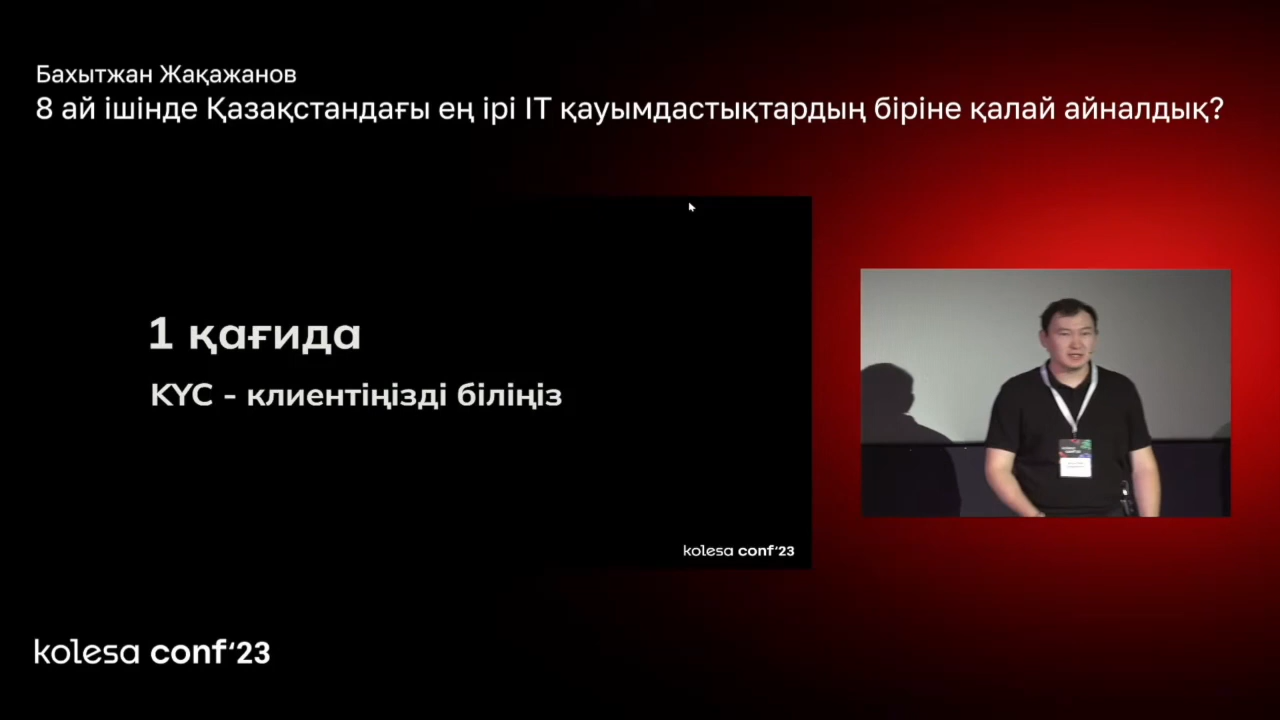 Бахытжан Жақажанов
8 ай ішінде Қазақстандағы ең ірі IT қауымдастықтардың біріне қалай айналдық?
1 қағида
KYC - клиентіңізді біліңіз
kolesa conf'23
kolesa conf'23